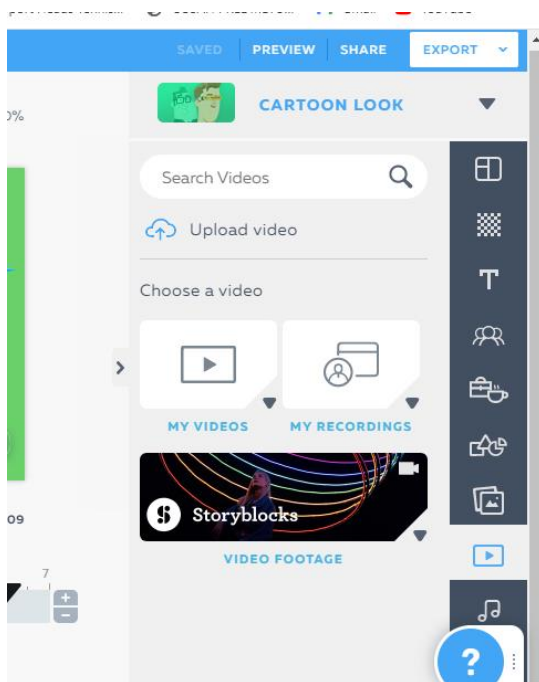 SAVED PREVIEW SHARE EXPORT
CARTOON LOOK
0%
Search Videos
Upload video
Choose a video
MY VIDEOS MY RECORDINGS
Storyblocks
09
VIDEO FOOTAGE
7
+
−
?